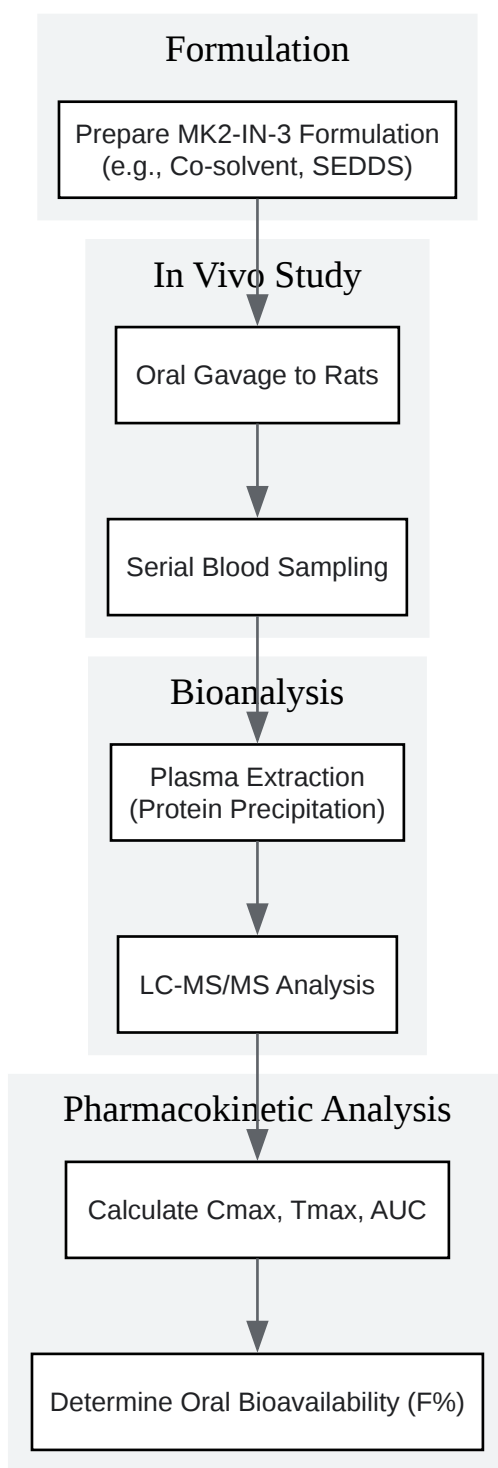 Formulation
Prepare MK2-IN-3 Formulation
(e.g., Co-solvent, SEDDS)
In Vivo Study
Oral Gavage to Rats
Serial Blood Sampling
Bioanalysis
Plasma Extraction
(Protein Precipitation)
LC-MS/MS Analysis
Pharmacokinetic Analysis
Calculate Cmax, Tmax, AUC
Determine Oral Bioavailability (F%)